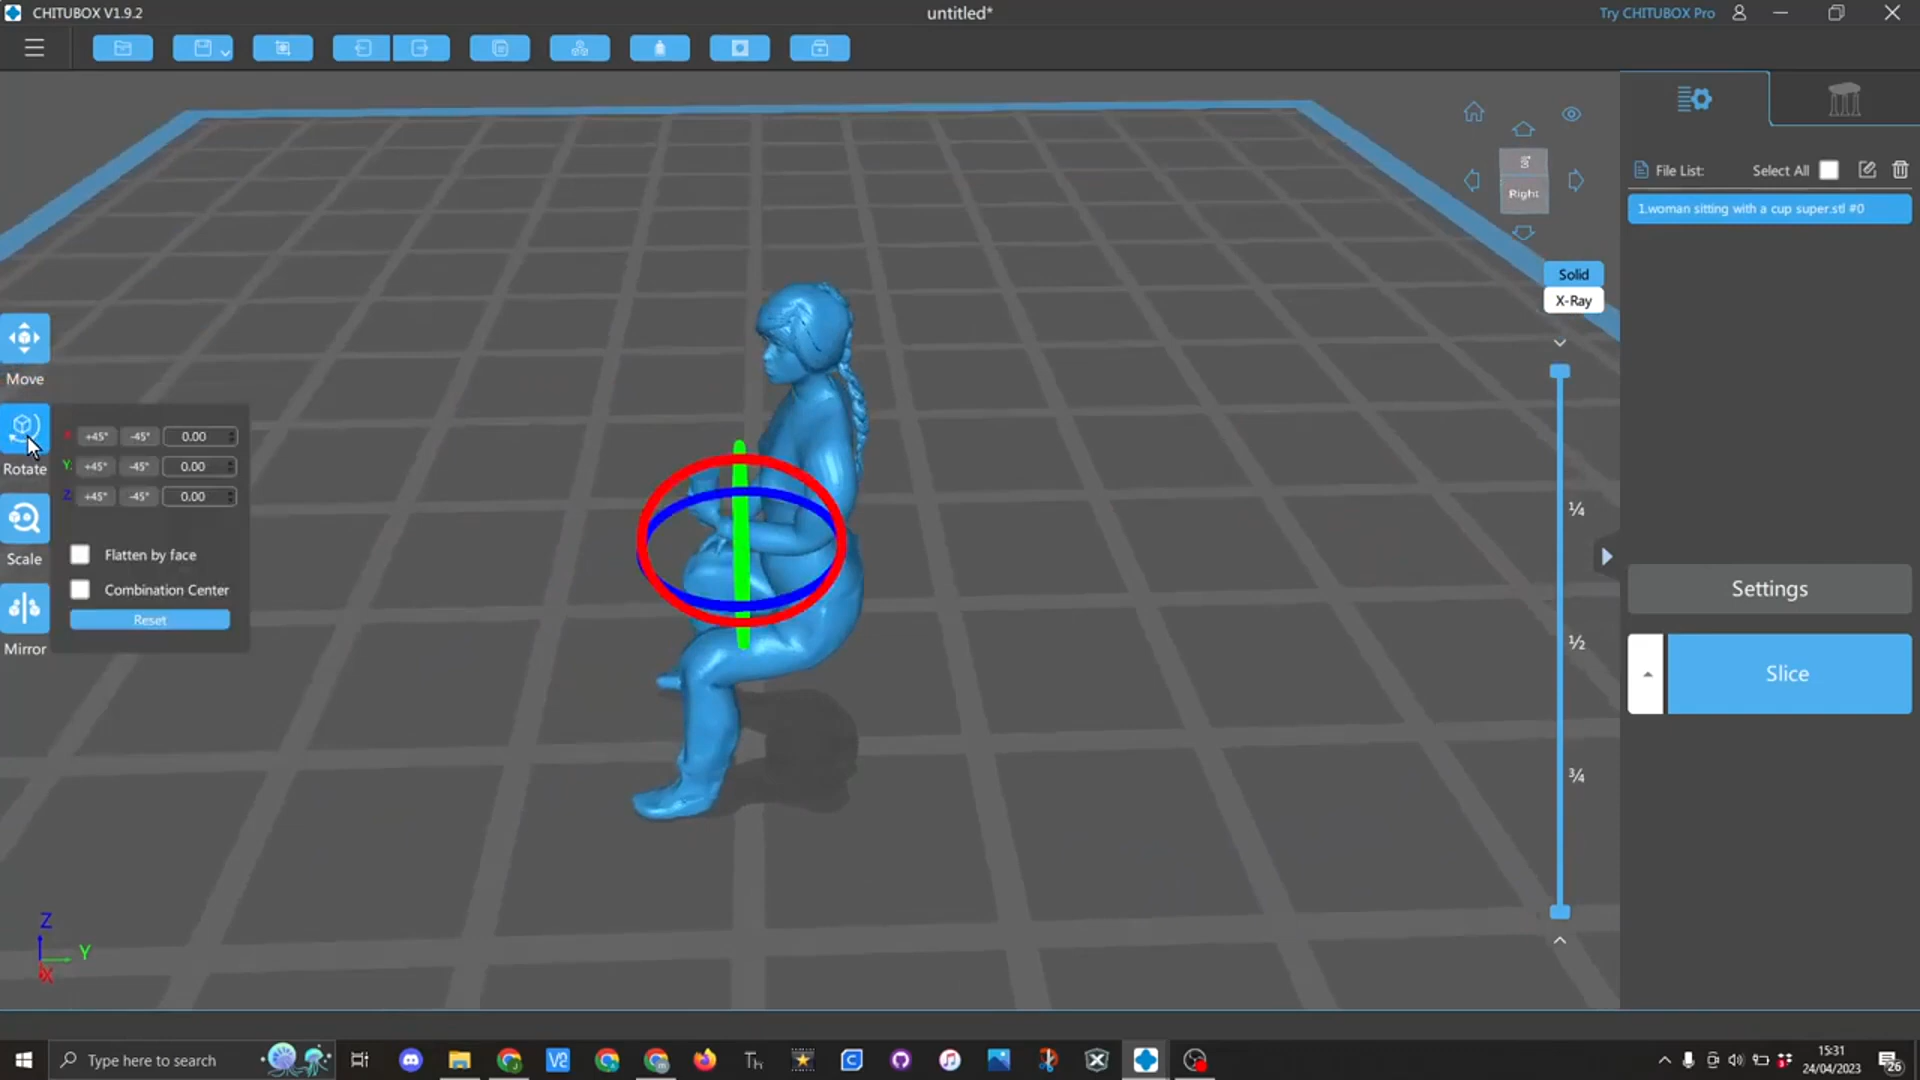 CHITUBOX V1.9.2
untitled*
Try CHITUBOX Pro
File List:
Select All
1.woman sitting with a cup super.stl #0
Right
Solid
X-Ray
Move
Rotate
Scale
Mirror
X: +45° -45° 0.00
Y: +45° -45° 0.00
Z: +45° -45° 0.00
Flatten by face
Combination Center
Reset
¼
½
¾
Settings
Slice
Z
Y
X
Type here to search
15:31
24/04/2023
26